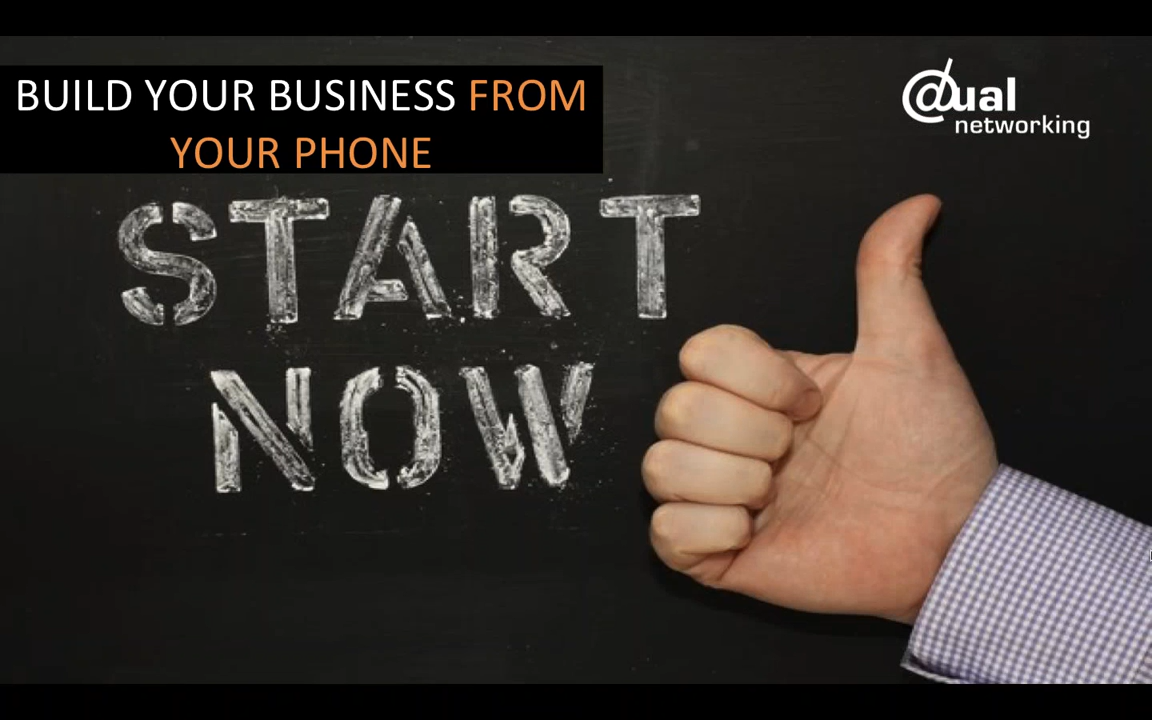 BUILD YOUR BUSINESS FROM
YOUR PHONE
@ual
networking
START
NOW